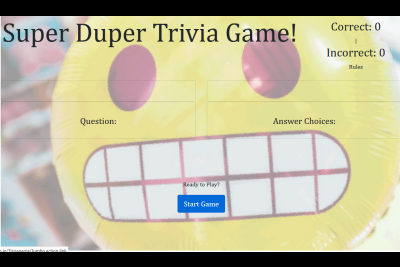 Super Duper Trivia Game!
Correct: 0
|
Incorrect: 0
Rules
Question:
Answer Choices:
Ready to Play?
Start Game